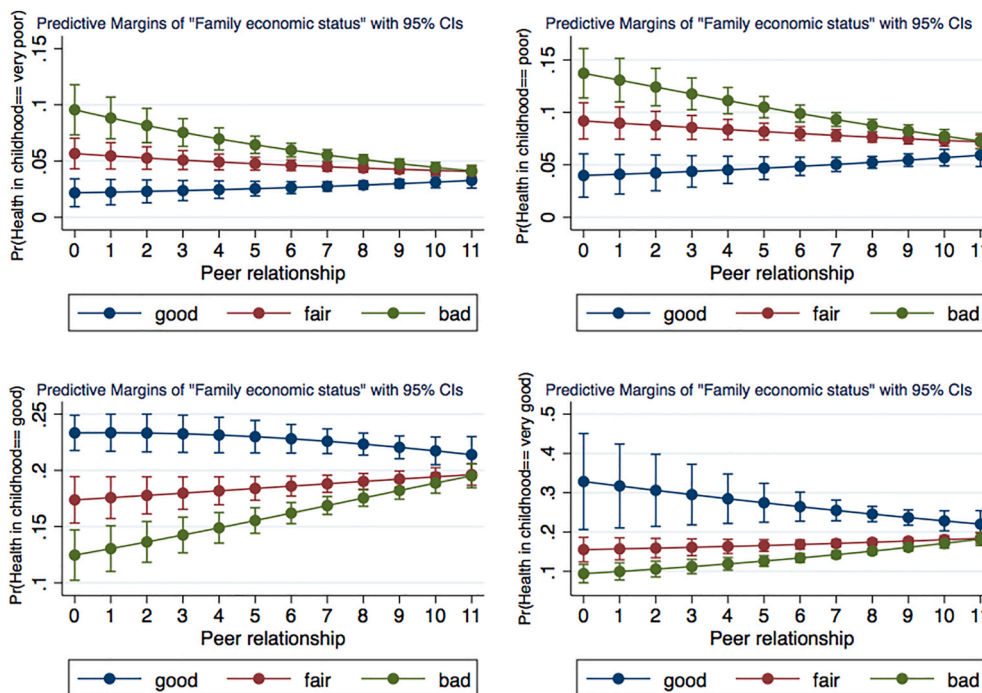 Predictive Margins of "Family economic status" with 95% CIs
Pr(Health in childhood== very poor)
.15
.1
.05
0
0 1 2 3 4 5 6 7 8 9 10 11
Peer relationship
good fair bad
Predictive Margins of "Family economic status" with 95% CIs
Pr(Health in childhood== poor)
.15
.1
.05
0
0 1 2 3 4 5 6 7 8 9 10 11
Peer relationship
good fair bad
Predictive Margins of "Family economic status" with 95% CIs
Pr(Health in childhood== good)
.25
.2
.15
.1
0 1 2 3 4 5 6 7 8 9 10 11
Peer relationship
good fair bad
Predictive Margins of "Family economic status" with 95% CIs
Pr(Health in childhood== very good)
.5
.4
.3
.2
.1
0 1 2 3 4 5 6 7 8 9 10 11
Peer relationship
good fair bad